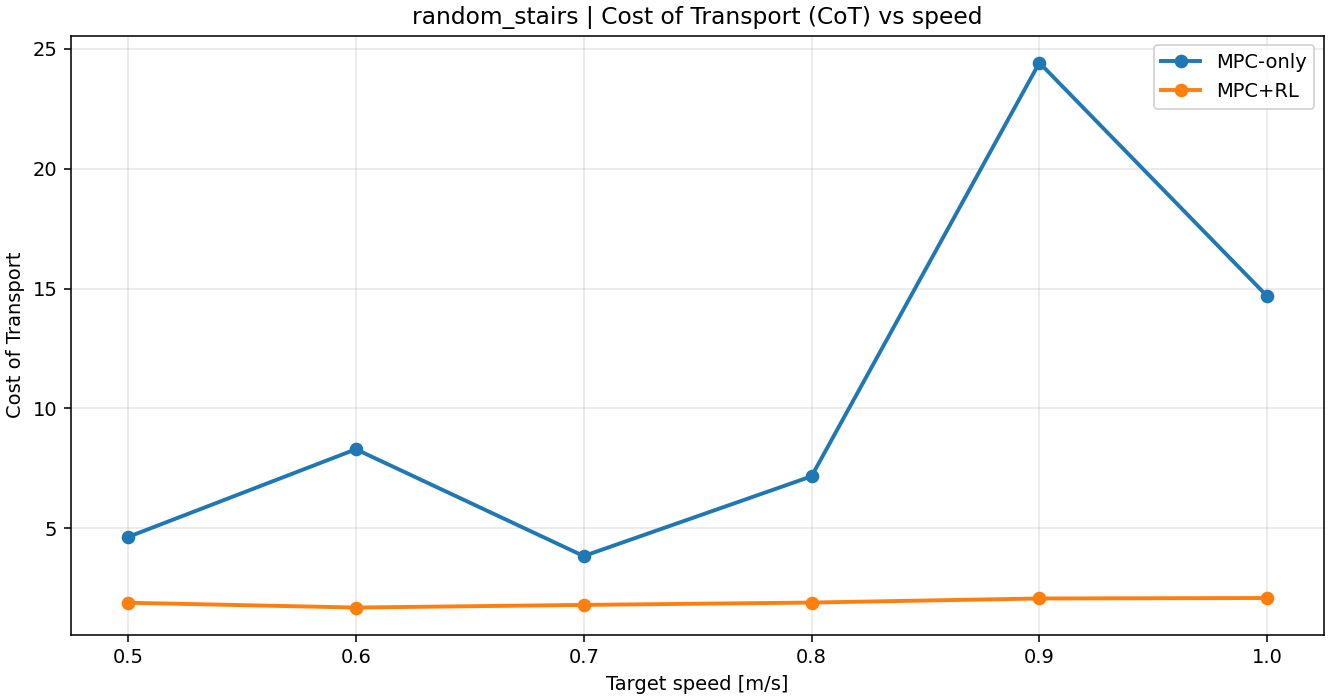 random_stairs | Cost of Transport (CoT) vs speed
MPC-only
MPC+RL
Cost of Transport
25
20
15
10
5
0.5 0.6 0.7 0.8 0.9 1.0
Target speed [m/s]